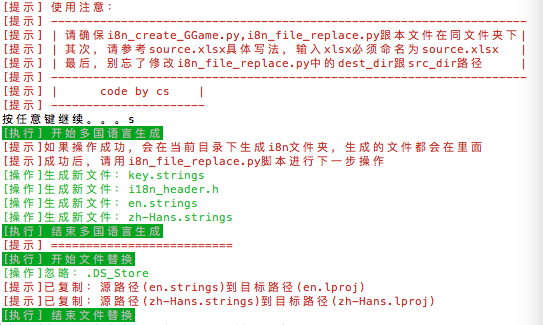 [提示] 使用注意：
[提示] ------------------------------------------------------
[提示] | 请确保i8n_create_GGame.py,i8n_file_replace.py跟本文件在同文件夹下|
[提示] ------------------------------------------------------
[提示] | 其次，请参考source.xlsx具体写法，输入xlsx必须命名为source.xlsx |
[提示] | 最后，别忘了修改i8n_file_replace.py中的dest_dir跟src_dir路径 |
[提示] ------------------------------------------------------
[提示] | code by cs |
[提示] ----------------------
按任意键继续。。。s
[执行] 开始多国语言生成
[提示]如果操作成功，会在当前目录下生成i8n文件夹，生成的文件都会在里面
[提示]成功后，请用i8n_file_replace.py脚本进行下一步操作
[操作]生成新文件：key.strings
[操作]生成新文件：i18n_header.h
[操作]生成新文件：en.strings
[操作]生成新文件：zh-Hans.strings
[执行] 结束多国语言生成
[提示] ==========================
[执行] 开始文件替换
[操作]忽略：.DS_Store
[提示]已复制：源路径(en.strings)到目标路径(en.lproj)
[提示]已复制：源路径(zh-Hans.strings)到目标路径(zh-Hans.lproj)
[执行] 结束文件替换